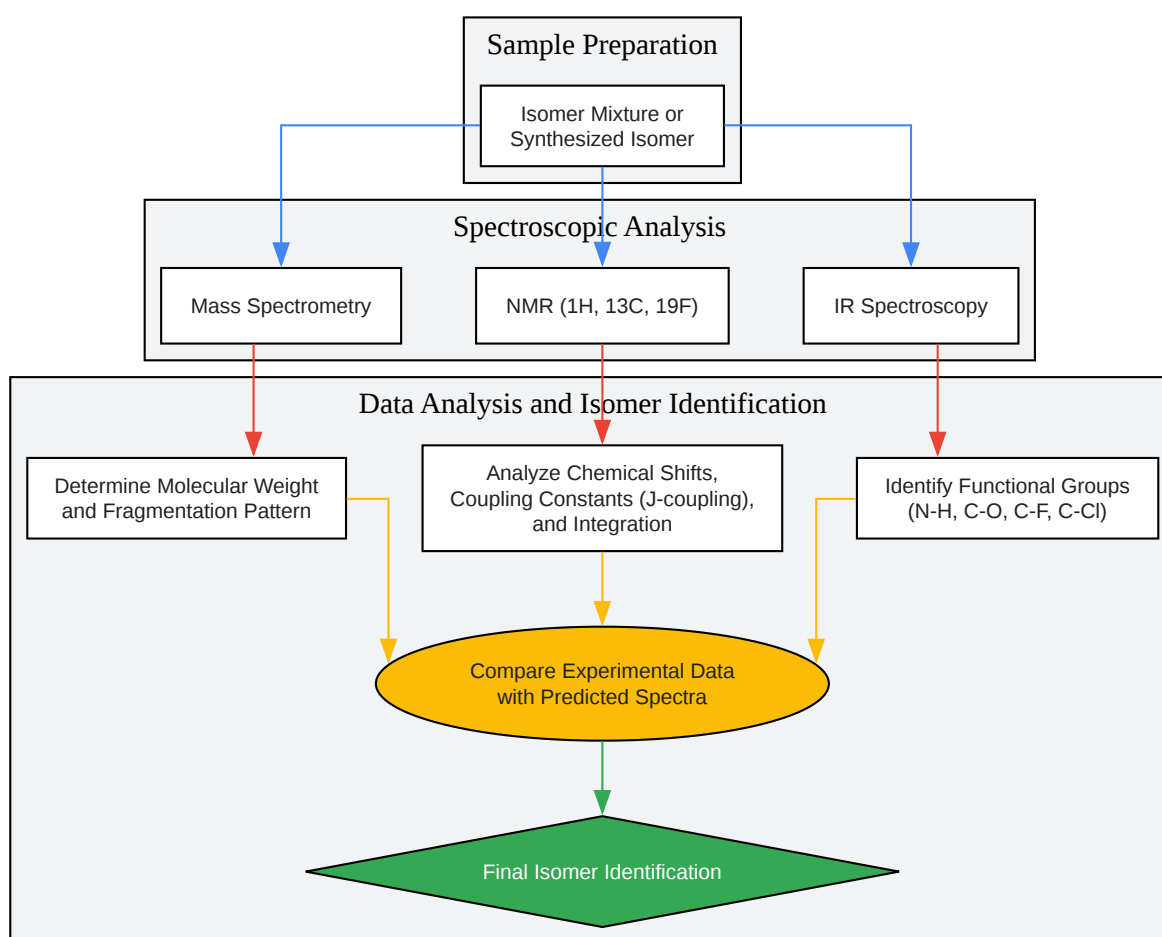 Sample Preparation
Isomer Mixture or
Synthesized Isomer
Spectroscopic Analysis
Mass Spectrometry
NMR (1H, 13C, 19F)
IR Spectroscopy
Data Analysis and Isomer Identification
Determine Molecular Weight
and Fragmentation Pattern
Analyze Chemical Shifts,
Coupling Constants (J-coupling),
and Integration
Identify Functional Groups
(N-H, C-O, C-F, C-Cl)
Compare Experimental Data
with Predicted Spectra
Final Isomer Identification